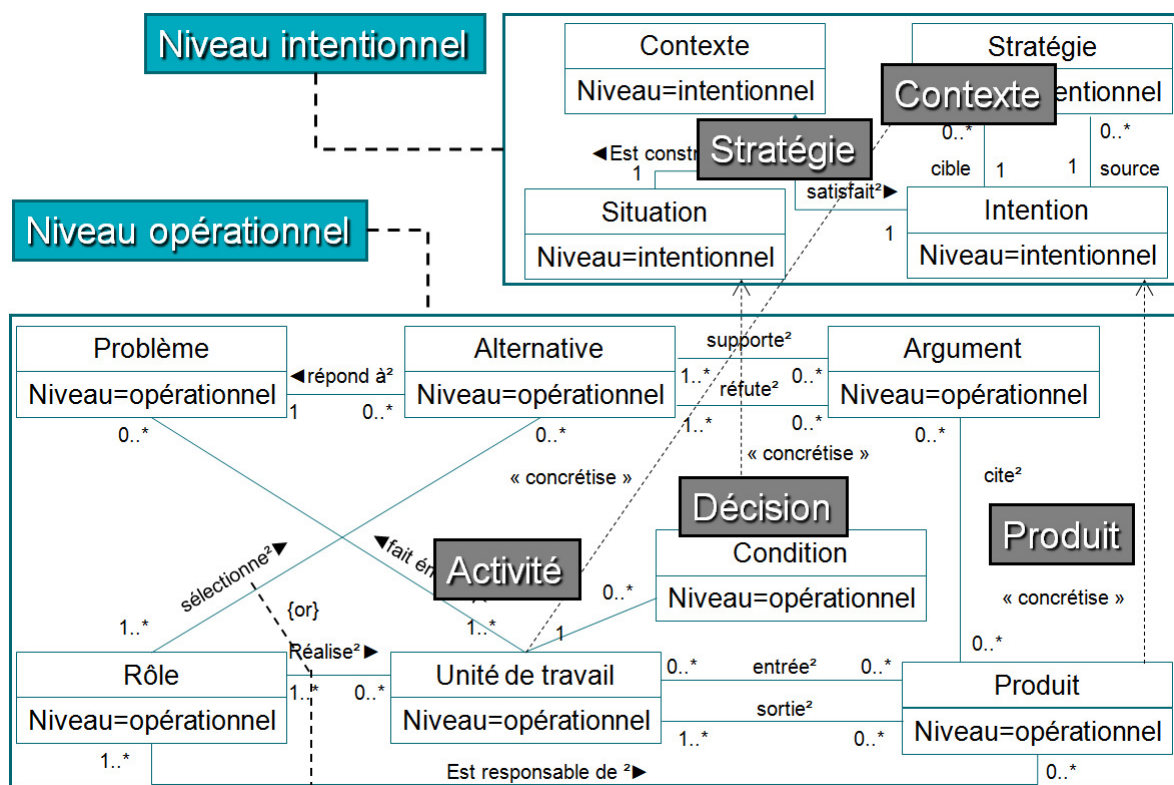 Niveau intentionnel
Contexte
Niveau=intentionnel
Stratégie
entionnel
Contexte
Stratégie
◄Est constr
1
0..*
0..*
cible
1
1
source
satisfait²►
1
Situation
Niveau=intentionnel
Intention
Niveau=intentionnel
Niveau opérationnel
Problème
Niveau=opérationnel
Alternative
Niveau=opérationnel
Argument
Niveau=opérationnel
◄répond à²
1
0..*
supporte²
1..*
0..*
réfute²
1..*
0..*
0..*
0..*
0..*
« concrétise »
« concrétise »
cite²
Décision
Produit
Activité
Condition
Niveau=opérationnel
« concrétise »
sélectionne²►
◄fait ém
{or}
0..*
1..*
1..*
1
0..*
Réalise²►
1..*
0..*
Rôle
Niveau=opérationnel
Unité de travail
Niveau=opérationnel
Produit
Niveau=opérationnel
0..*
entrée²
0..*
sortie²
1..*
0..*
1..*
Est responsable de ²►
0..*